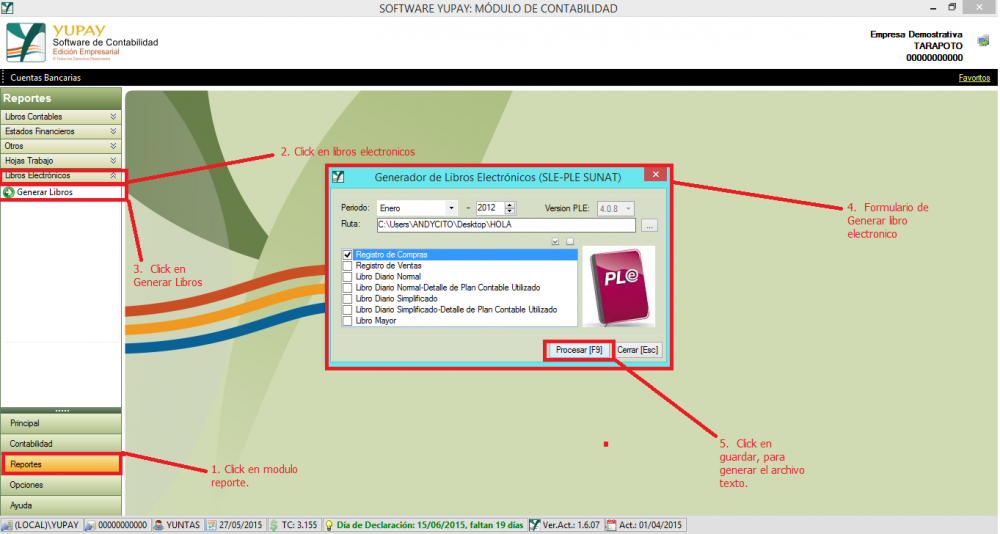 SOFTWARE YUPAY: MÓDULO DE CONTABILIDAD
YUPAY
Software de Contabilidad
Edición Empresarial
© Todos los Derechos Reservados
Empresa Demostrativa
TARAPOTO
00000000000
Cuentas Bancarias
Favoritos
Reportes
Libros Contables
Estados Financieros
Otros
Hojas Trabajo
Libros Electrónicos
Generar Libros
2. Click en libros electronicos
3. Click en
Generar Libros
Generador de Libros Electrónicos (SLE-PLE SUNAT)
Periodo: Enero - 2012 Version PLE: 4.0.8
Ruta: C:\Users\ANDYCITO\Desktop\HOLA ...
Registro de Compras
Registro de Ventas
Libro Diario Normal
Libro Diario Normal-Detalle de Plan Contable Utilizado
Libro Diario Simplificado
Libro Diario Simplificado-Detalle de Plan Contable Utilizado
Libro Mayor
PLe
Procesar [F9]
Cerrar [Esc]
4. Formulario de
Generar libro
electronico
5. Click en
guardar, para
generar el archivo
texto.
Principal
Contabilidad
Reportes
Opciones
Ayuda
1. Click en modulo
reporte.
(LOCAL)\YUPAY 00000000000 YUNTAS 27/05/2015 TC: 3.155 Día de Declaración: 15/06/2015, faltan 19 días Ver.Act.: 1.6.07 Act.: 01/04/2015